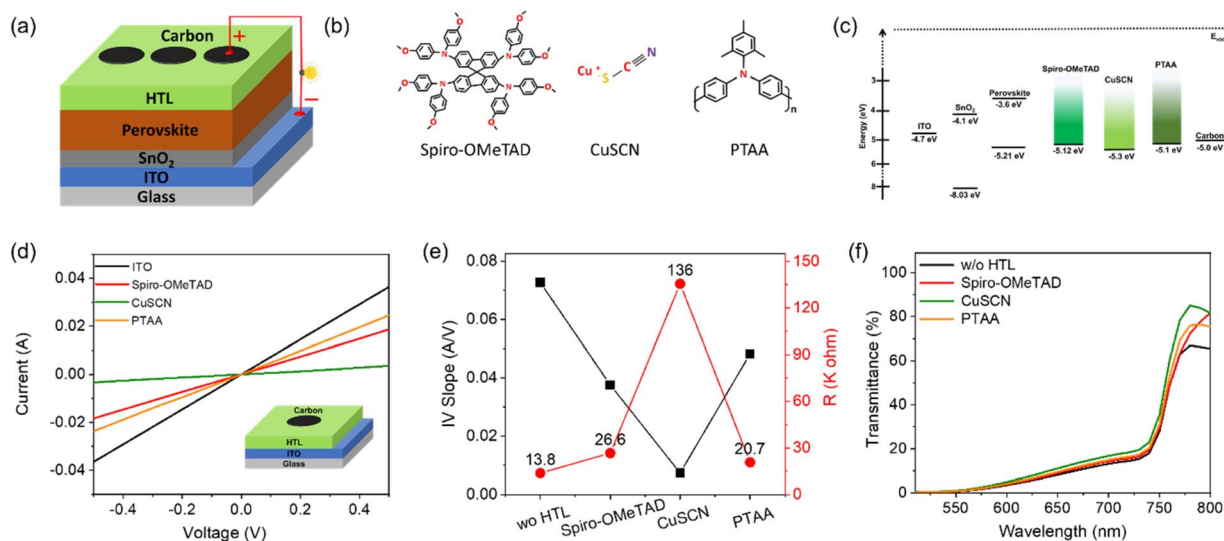 (a)
Carbon
+
−
HTL
Perovskite
SnO2
ITO
Glass
(b)
Spiro-OMeTAD
Cu+
S
C
N
CuSCN
N
n
PTAA
(c)
Energy (eV)
3
4
5
6
8
ITO
-4.7 eV
SnO2
-4.1 eV
-8.03 eV
Perovskite
-3.6 eV
-5.21 eV
Spiro-OMeTAD
-5.12 eV
CuSCN
-5.3 eV
PTAA
-5.1 eV
Carbon
-5.0 eV
(d)
Current (A)
0.04
0.02
0.00
-0.02
-0.04
ITO
Spiro-OMeTAD
CuSCN
PTAA
Carbon
HTL
ITO
Glass
-0.4 -0.2 0.0 0.2 0.4
Voltage (V)
(e)
IV Slope (A/V)
0.08
0.06
0.04
0.02
0.00
13.8
26.6
136
20.7
150
120
90
60
30
0
R (K ohm)
wo HTL
Spiro-OMeTAD
CuSCN
PTAA
(f)
Transmittance (%)
100
80
60
40
20
0
w/o HTL
Spiro-OMeTAD
CuSCN
PTAA
550 600 650 700 750 800
Wavelength (nm)